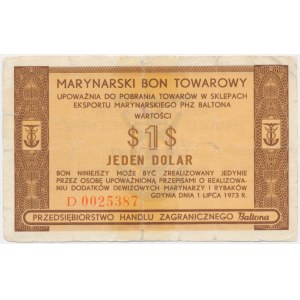 MARYNARSKI BON TOWAROWY
UPOWAŻNIA DO POBRANIA TOWARÓW W SKLEPACH
EKSPORTU MARYNARSKIEGO PHZ BALTONA
WARTOŚCI
$1$
JEDEN DOLAR
BON NINIEJSZY MOŻE BYĆ ZREALIZOWANY JEDYNIE
PRZEZ OSOBĘ UPOWAŻNIONĄ PRZEPISAMI O REALIZOWA-
NIU DODATKÓW DEWIZOWYCH MARYNARZY I RYBAKÓW
GDYNIA DNIA 1 LIPCA 1973 R.
D 0025387
PRZEDSIĘBIORSTWO HANDLU ZAGRANICZNEGO Baltona